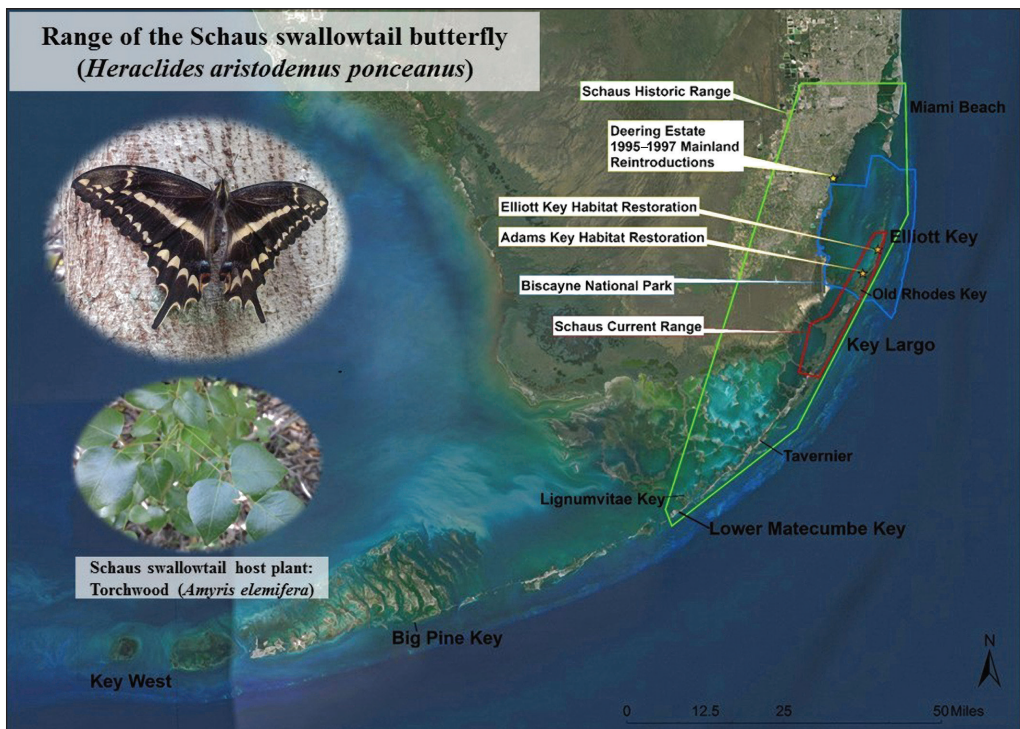 Range of the Schaus swallowtail butterfly
(Heraclides aristodemus ponceanus)
Schaus Historic Range
Miami Beach
Deering Estate
1995–1997 Mainland
Reintroductions
Elliott Key Habitat Restoration
Elliott Key
Adams Key Habitat Restoration
Biscayne National Park
Old Rhodes Key
Schaus Current Range
Key Largo
Tavernier
Lignumvitae Key
Lower Matecumbe Key
Schaus swallowtail host plant:
Torchwood (Amyris elemifera)
Big Pine Key
Key West
N
0 12.5 25 50 Miles